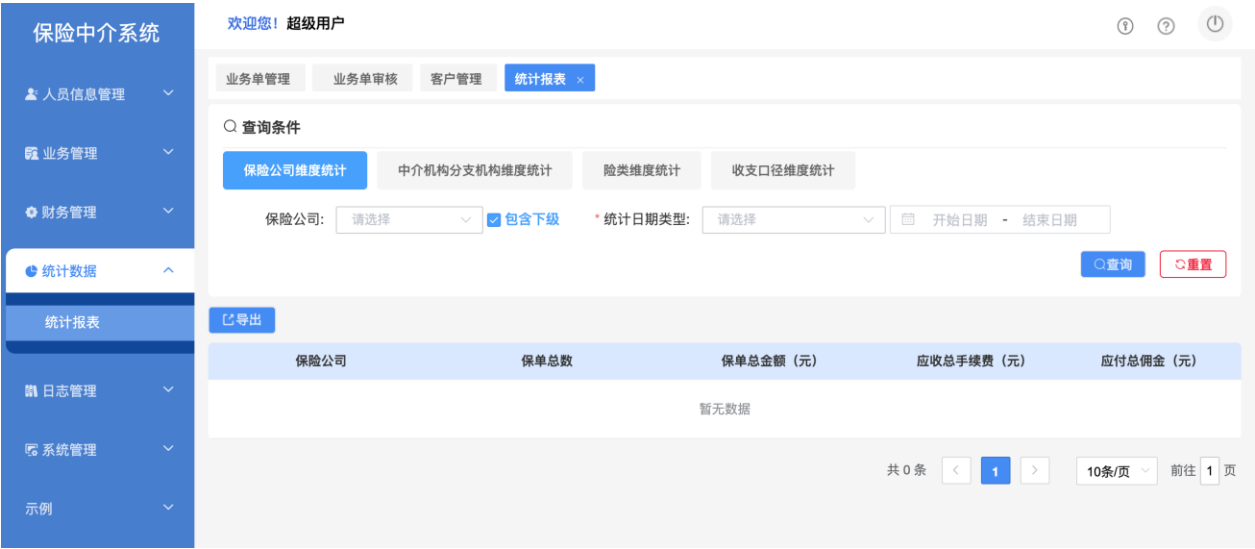 保险中介系统
欢迎您！超级用户
人员信息管理
业务管理
财务管理
统计数据
统计报表
日志管理
系统管理
示例
业务单管理 业务单审核 客户管理 统计报表 ×
查询条件
保险公司维度统计 中介机构分支机构维度统计 险类维度统计 收支口径维度统计
保险公司: 请选择 包含下级 * 统计日期类型: 请选择 开始日期 - 结束日期
查询 重置
导出
保险公司 保单总数 保单总金额（元） 应收总手续费（元） 应付总佣金（元）
暂无数据
共 0 条 < 1 > 10条/页 前往 1 页